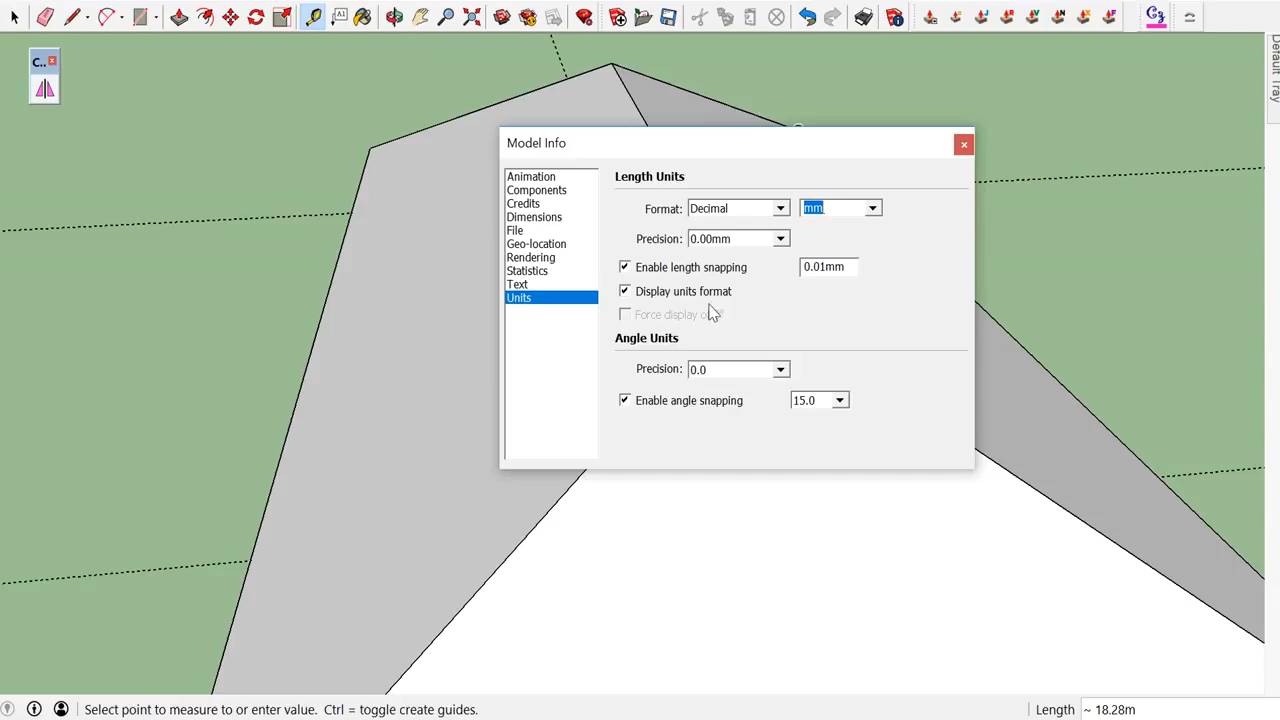 C..
Default Tray
Model Info
Animation
Components
Credits
Dimensions
File
Geo-location
Rendering
Statistics
Text
Units
Length Units
Format: Decimal mm
Precision: 0.00mm
Enable length snapping 0.01mm
Display units format
Force display o
Angle Units
Precision: 0.0
Enable angle snapping 15.0
Select point to measure to or enter value. Ctrl = toggle create guides.
Length ~ 18.28m